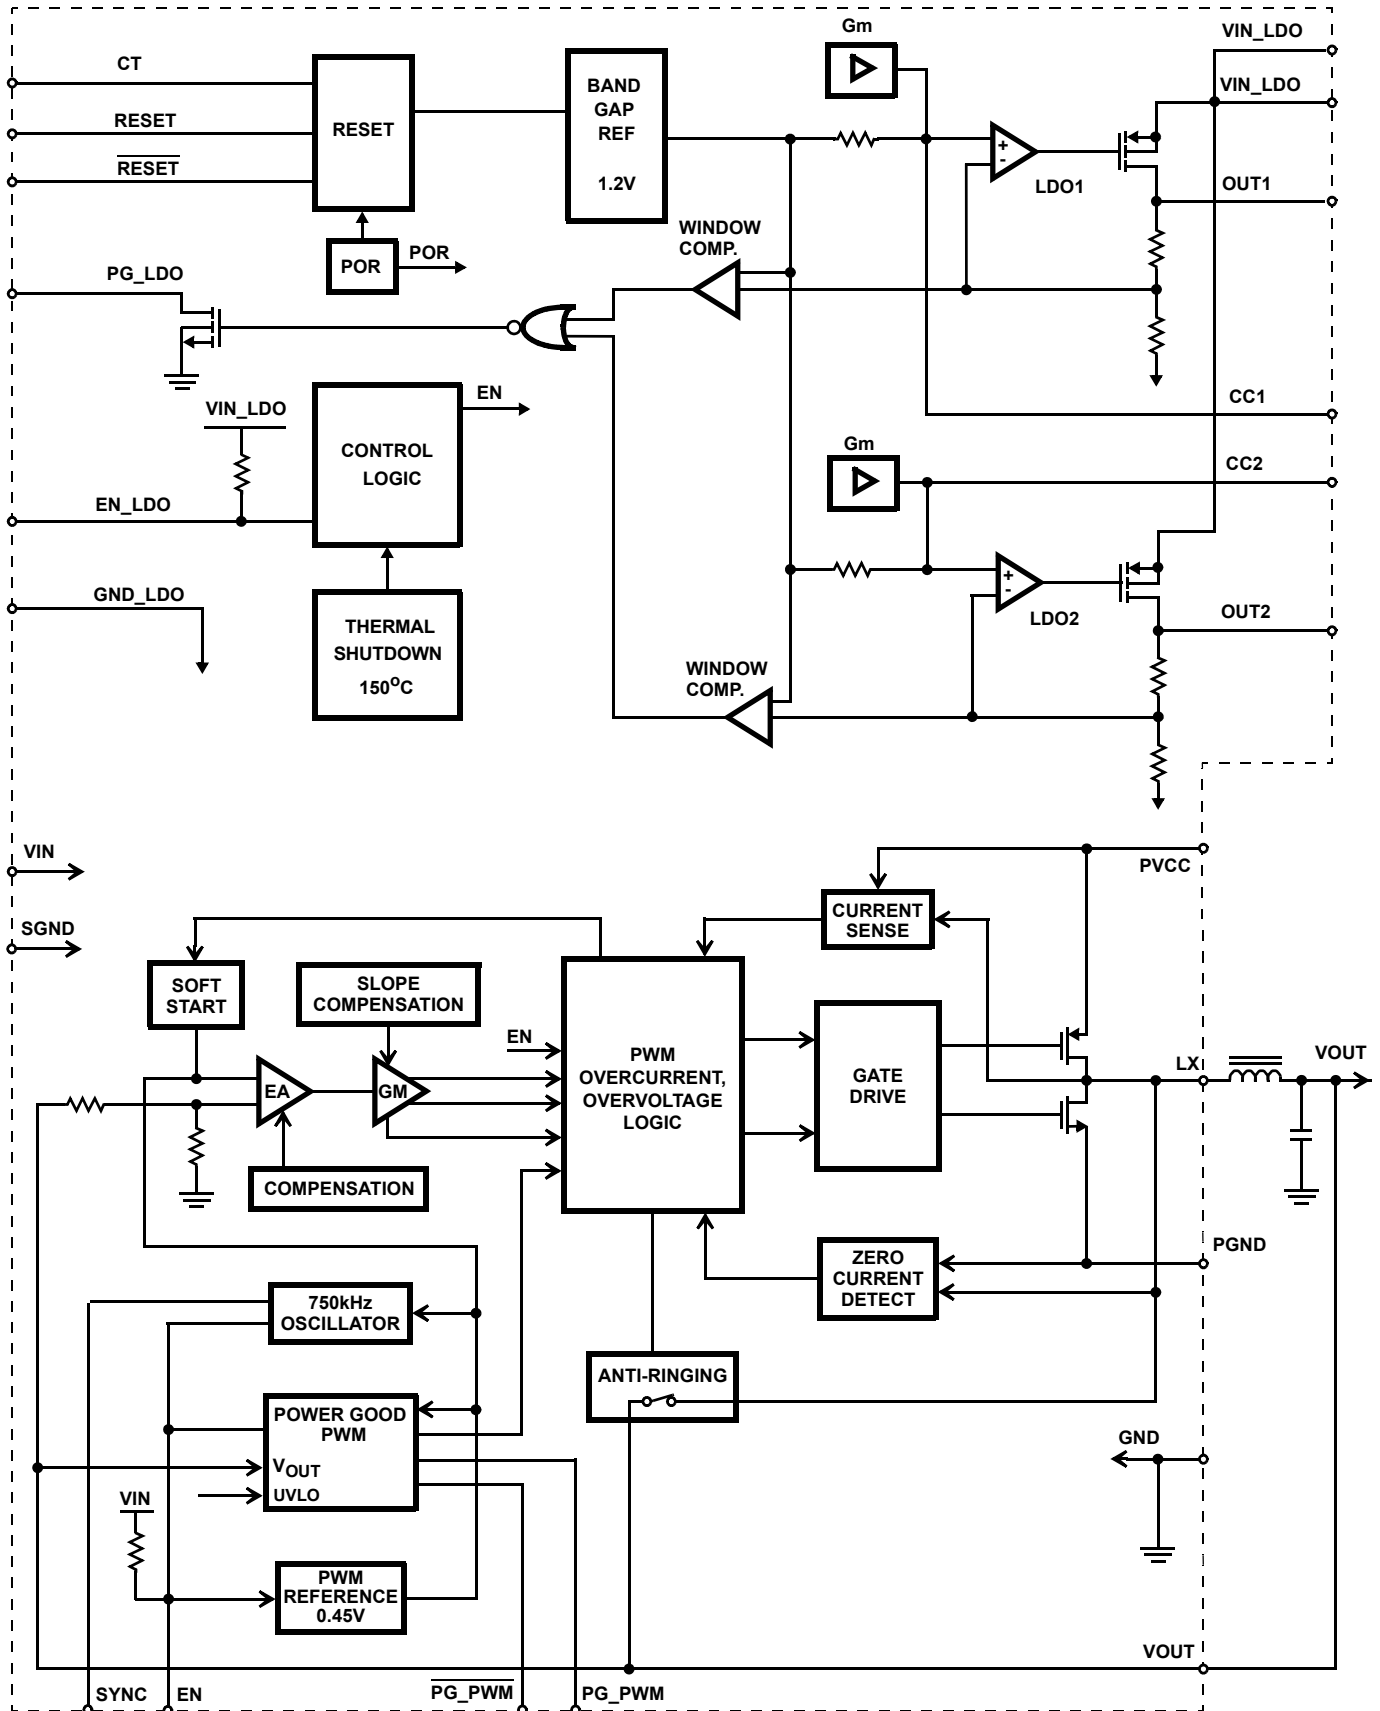 Gm
VIN_LDO
CT
BAND
GAP
REF
1.2V
VIN_LDO
RESET
RESET
+
-
LDO1
RESET
OUT1
WINDOW
COMP.
POR
POR
PG_LDO
EN
VIN_LDO
CC1
CONTROL
LOGIC
Gm
CC2
EN_LDO
GND_LDO
+
-
LDO2
OUT2
THERMAL
SHUTDOWN
150°C
WINDOW
COMP.
VIN
PVCC
SGND
CURRENT
SENSE
SOFT
START
SLOPE
COMPENSATION
EN
PWM
OVERCURRENT,
OVERVOLTAGE
LOGIC
GATE
DRIVE
LX
VOUT
EA
GM
COMPENSATION
PGND
ZERO
CURRENT
DETECT
750kHz
OSCILLATOR
ANTI-RINGING
POWER GOOD
PWM
VOUT
UVLO
GND
VIN
PWM
REFERENCE
0.45V
VOUT
SYNC
EN
PG_PWM
PG_PWM